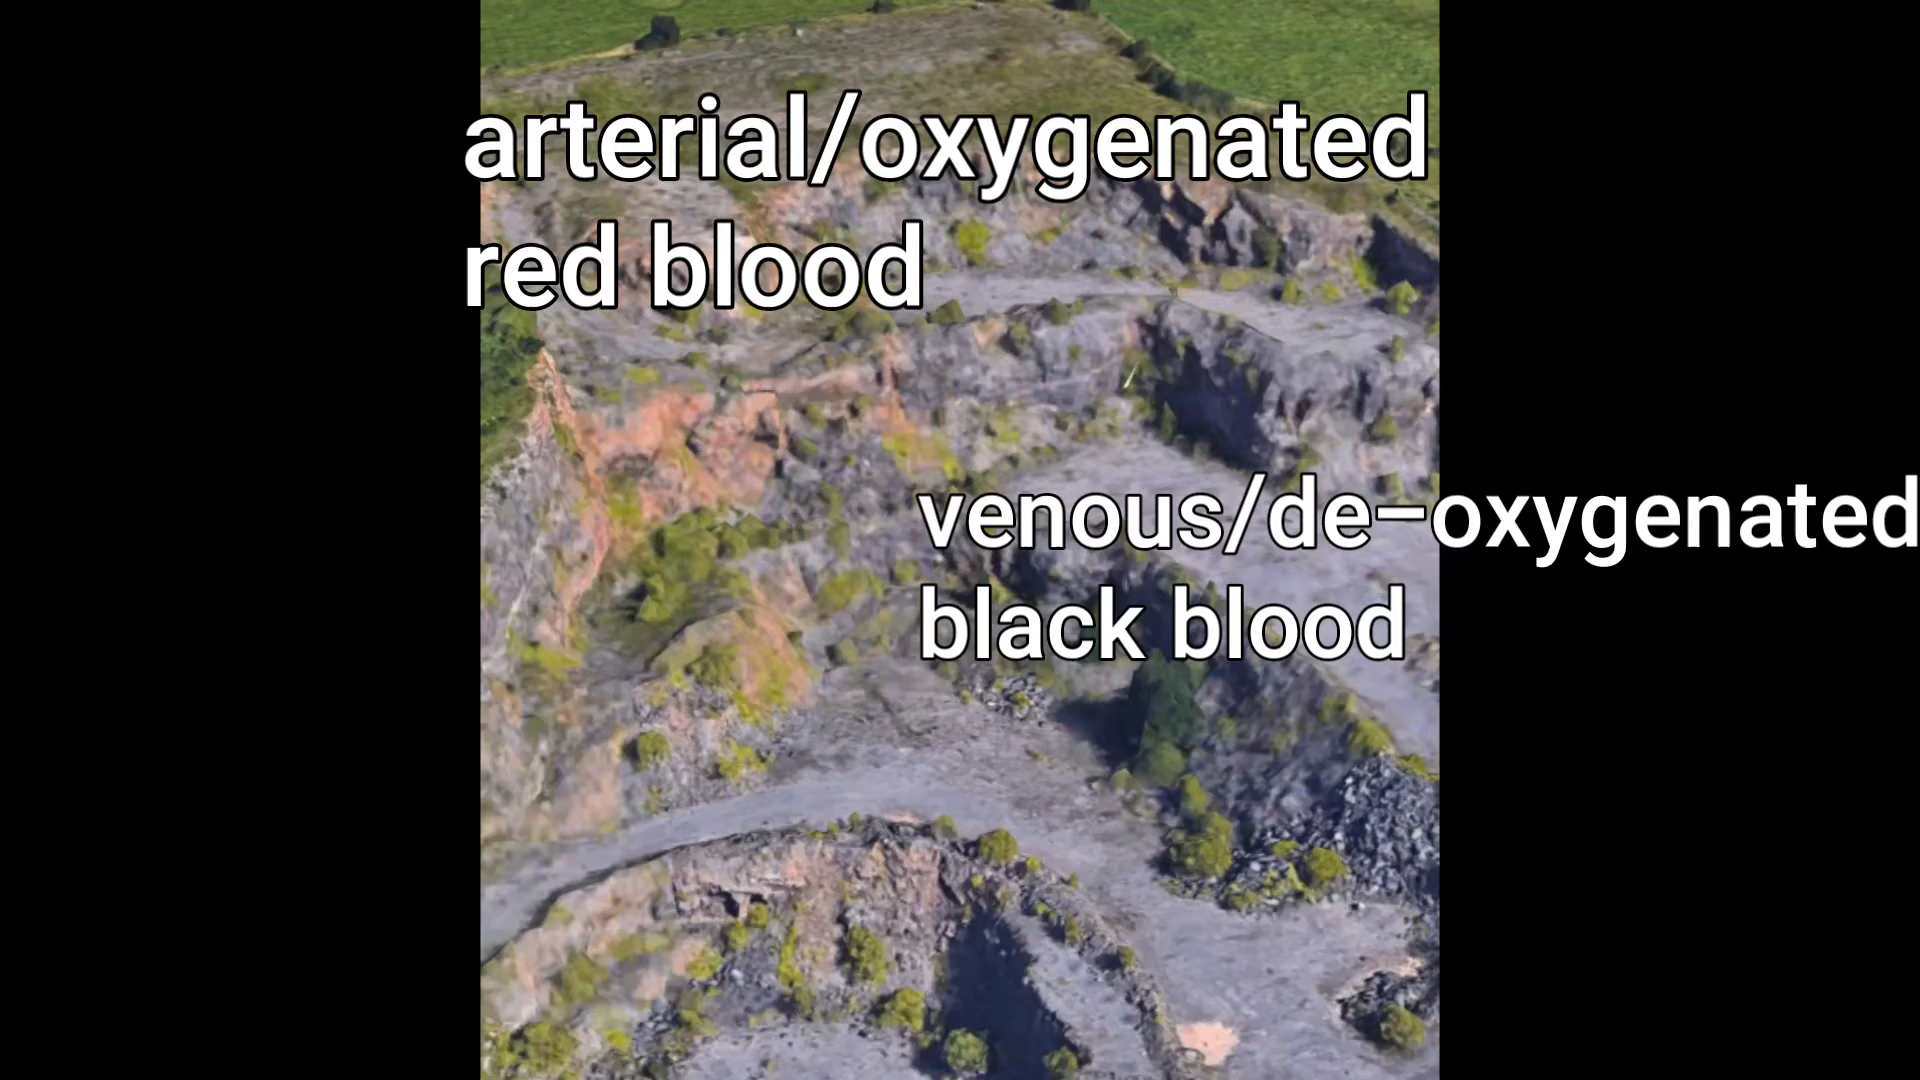 arterial/oxygenated
red blood
venous/de-oxygenated
black blood